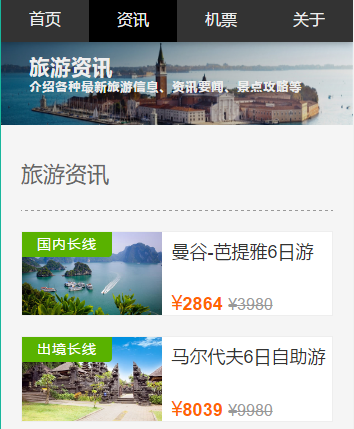 首页 资讯 机票 关于
旅游资讯
介绍各种最新旅游信息、资讯要闻、景点攻略等
旅游资讯
国内长线
曼谷-芭提雅6日游
¥2864 ¥3980
出境长线
马尔代夫6日自助游
¥8039 ¥9980